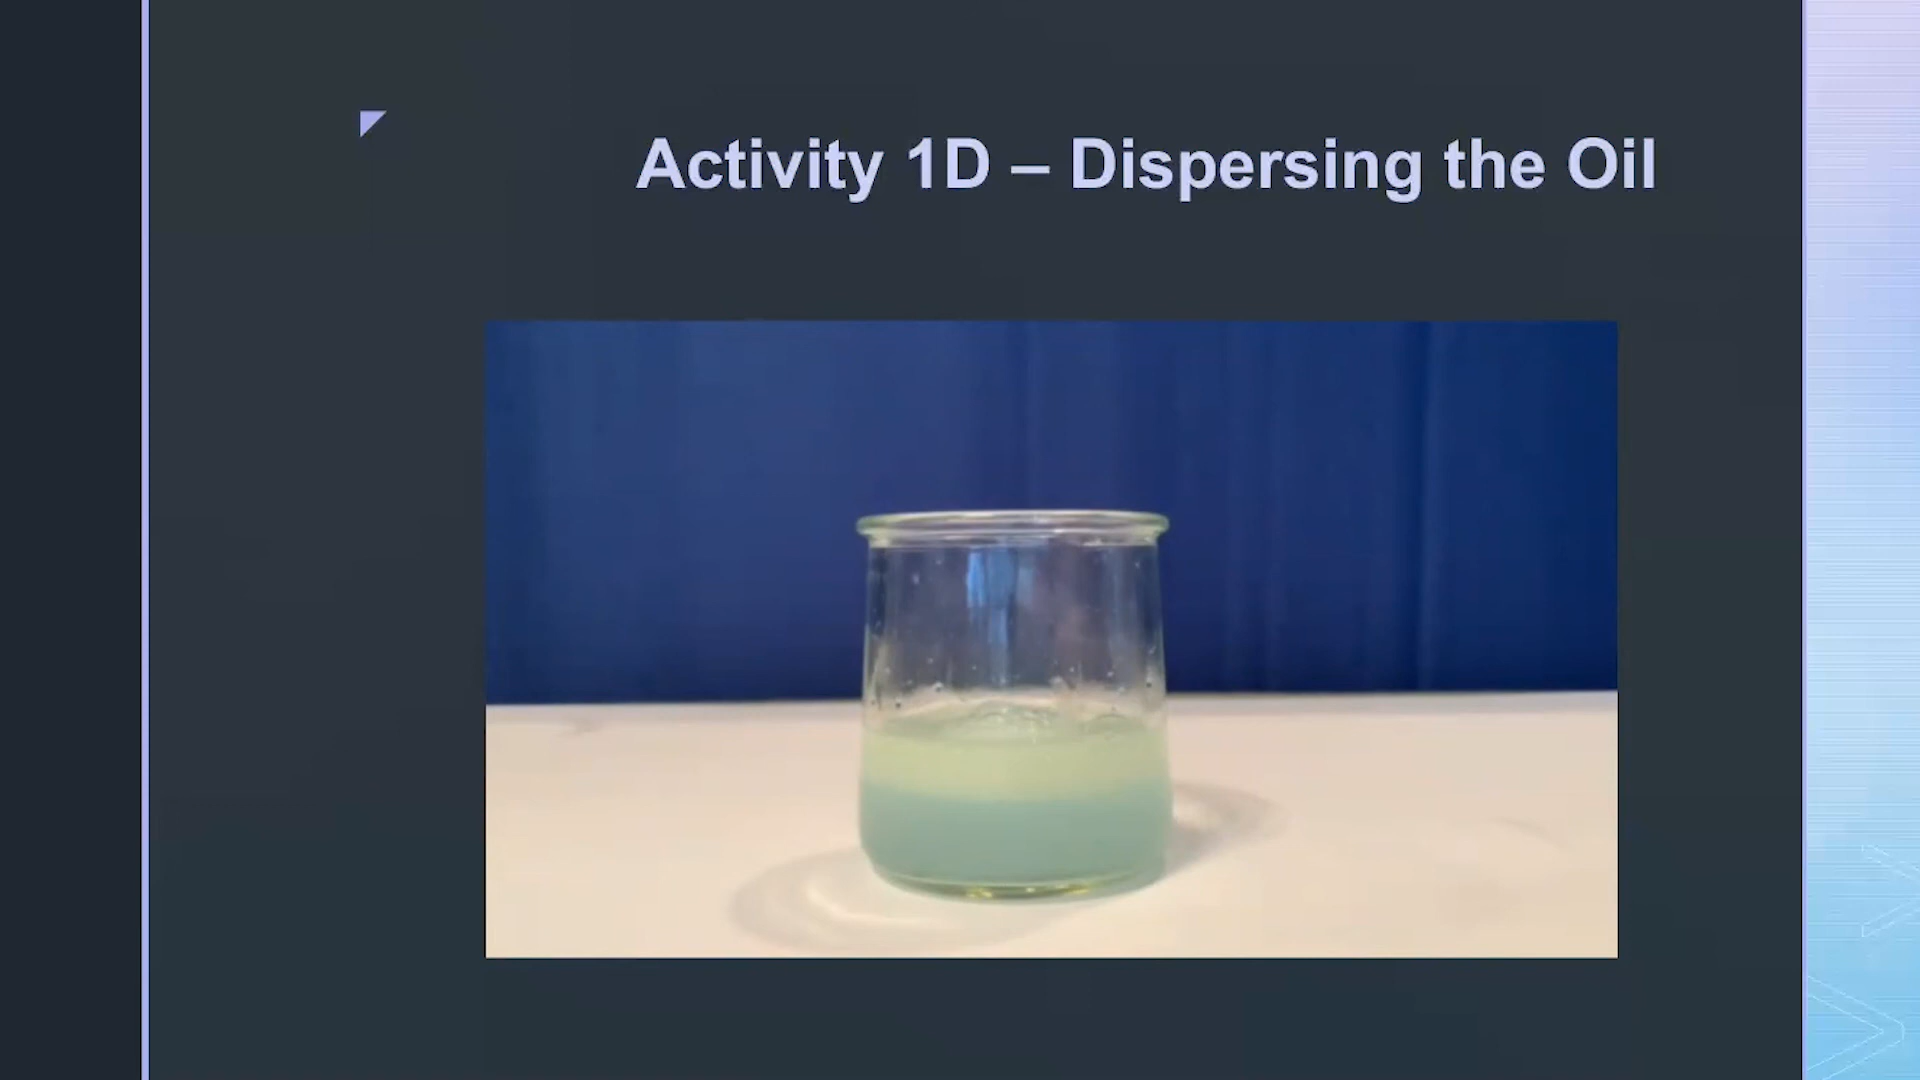 Activity 1D – Dispersing the Oil